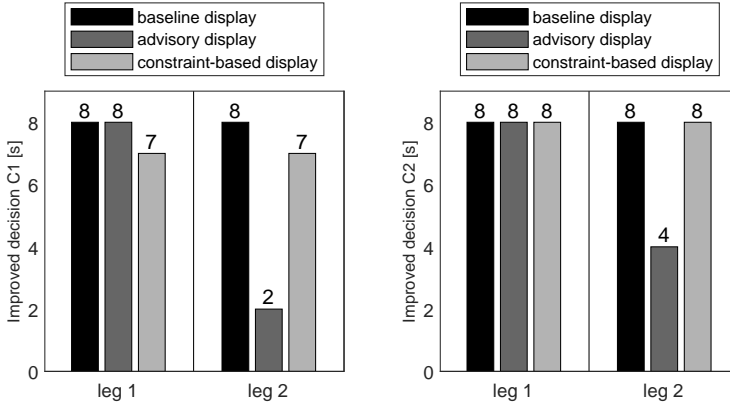 baseline display
advisory display
constraint-based display
Improved decision C1 [s]
8
6
4
2
0
8 8 7
8 2 7
leg 1 leg 2
baseline display
advisory display
constraint-based display
Improved decision C2 [s]
8
6
4
2
0
8 8 8
8 4 8
leg 1 leg 2